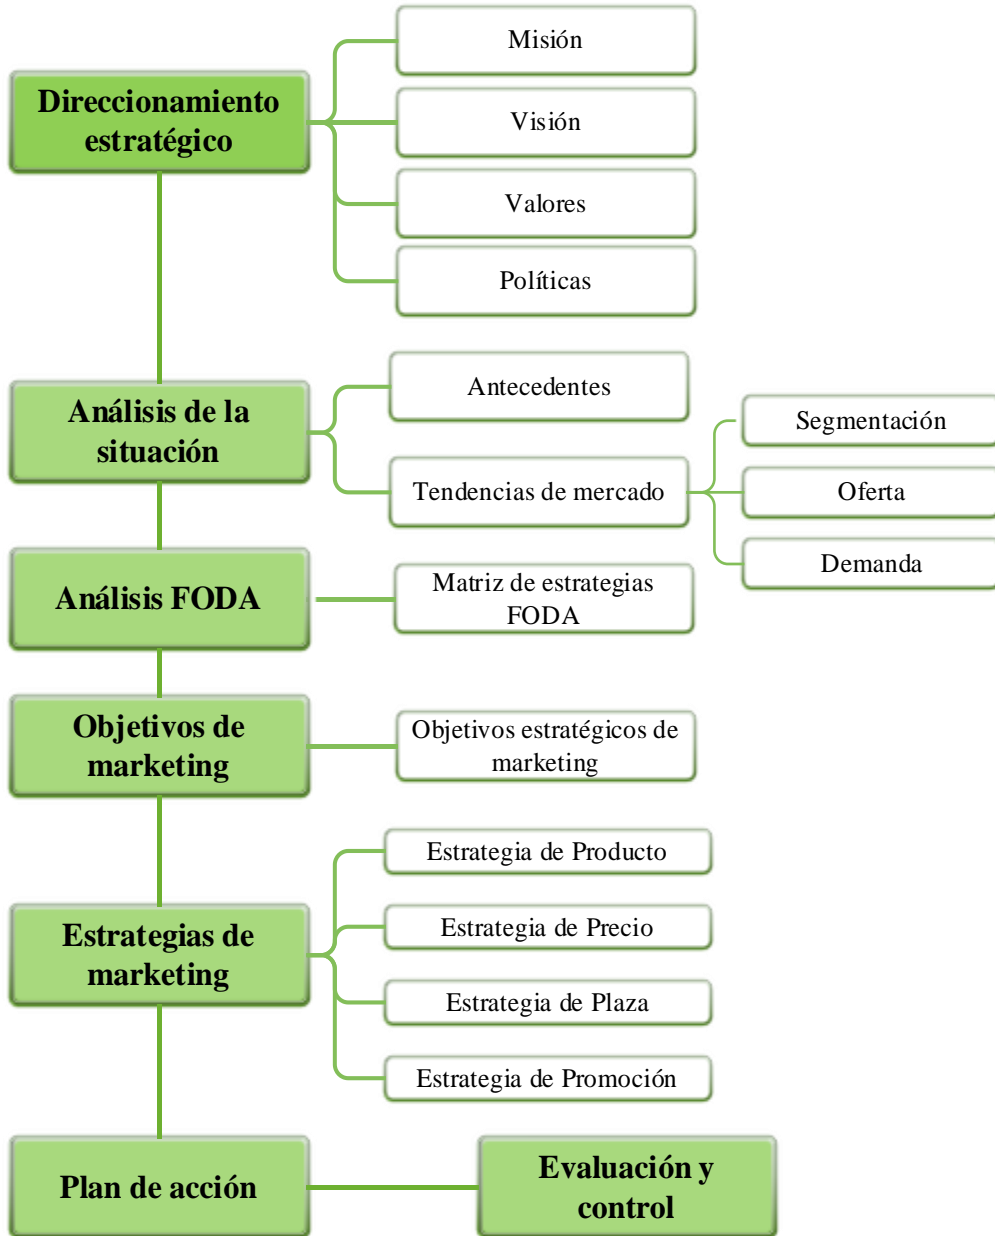 Direccionamiento
estratégico
Misión
Visión
Valores
Políticas
Análisis de la
situación
Antecedentes
Tendencias de mercado
Segmentación
Oferta
Demanda
Análisis FODA
Matriz de estrategias
FODA
Objetivos de
marketing
Objetivos estratégicos de
marketing
Estrategias de
marketing
Estrategia de Producto
Estrategia de Precio
Estrategia de Plaza
Estrategia de Promoción
Plan de acción
Evaluación y
control